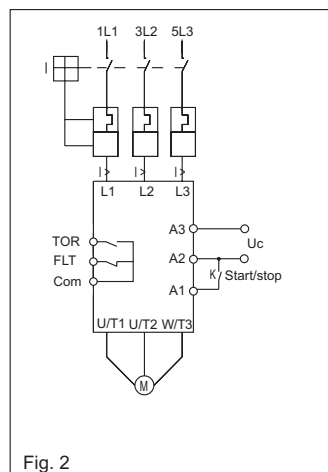 1L1 3L2 5L3
I
I> I> I>
L1 L2 L3
A3
TOR
Uc
FLT
A2
K Start/stop
Com
A1
U/T1 U/T2 W/T3
M
Fig. 2